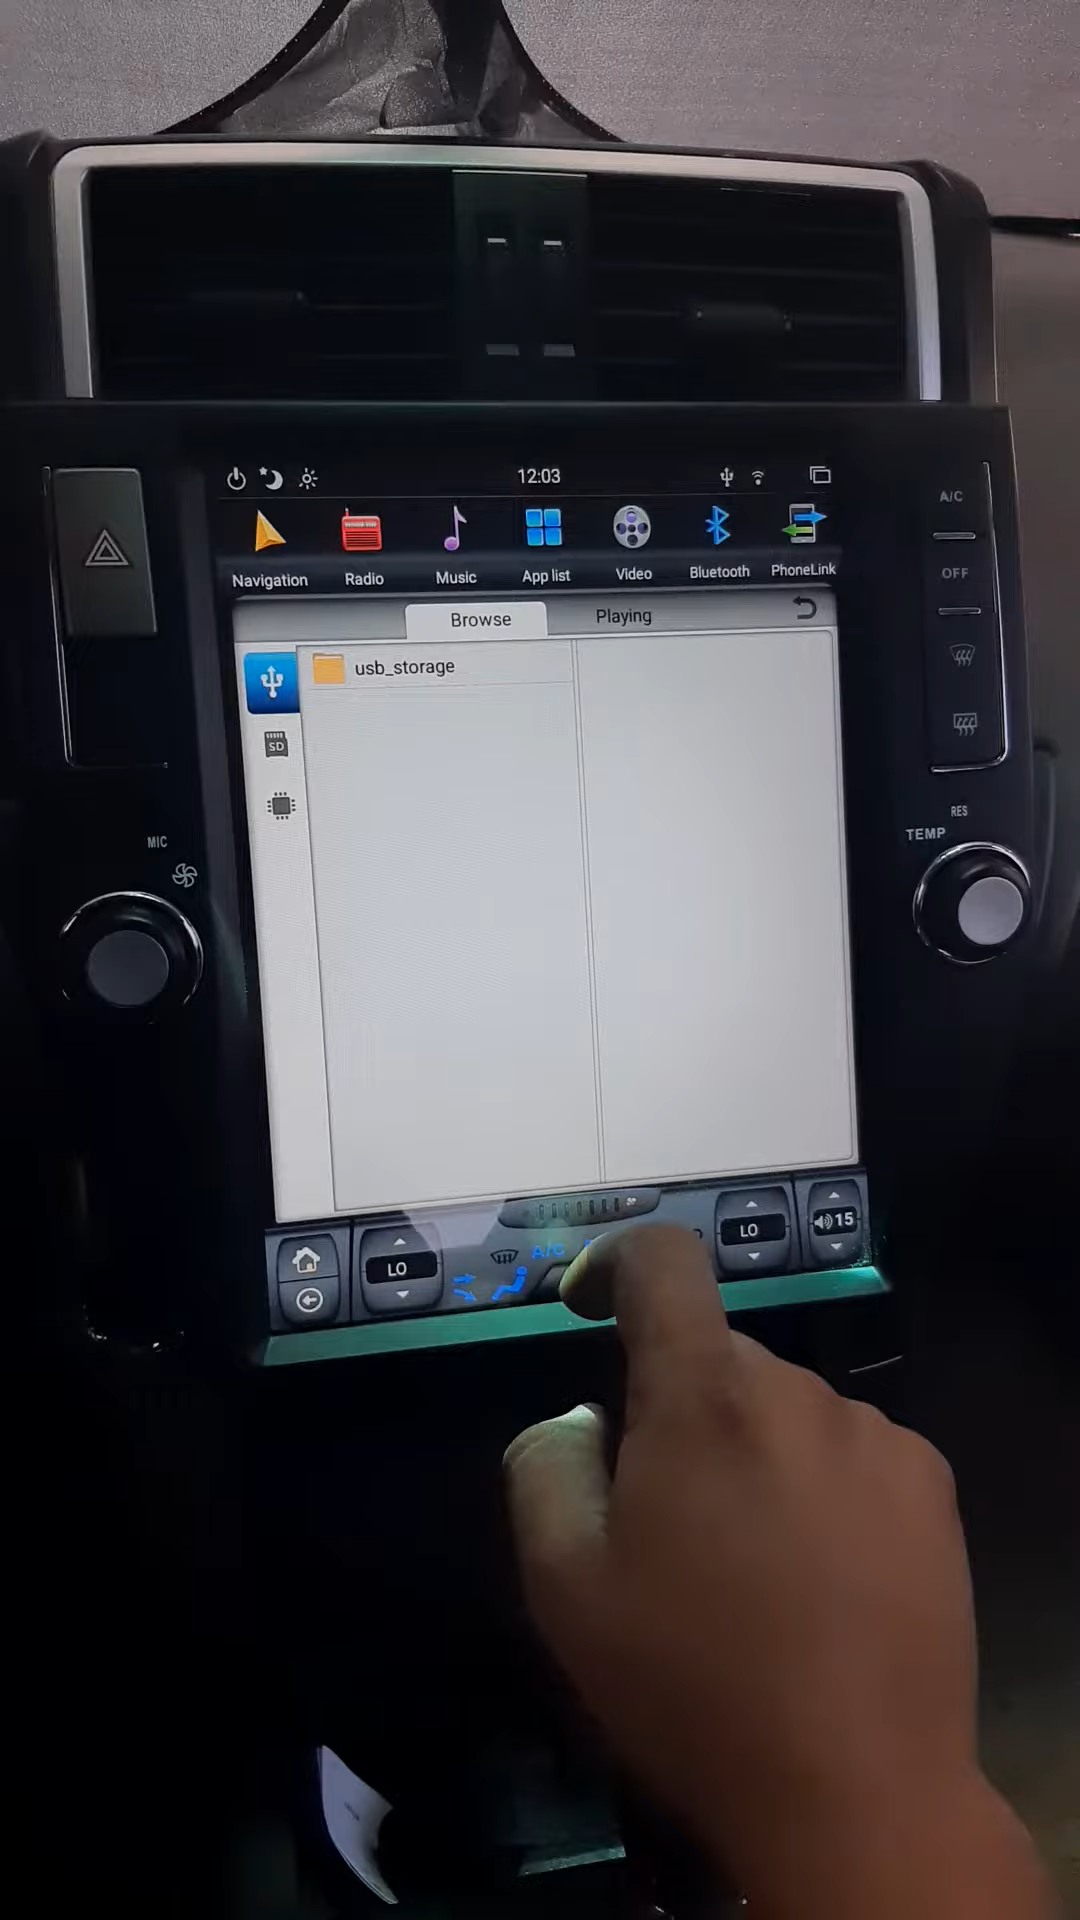 12:03
Navigation Radio Music App list Video Bluetooth PhoneLink
Browse Playing
usb_storage
SD
A/C
OFF
MIC
RES
TEMP
LO A/C LO 15